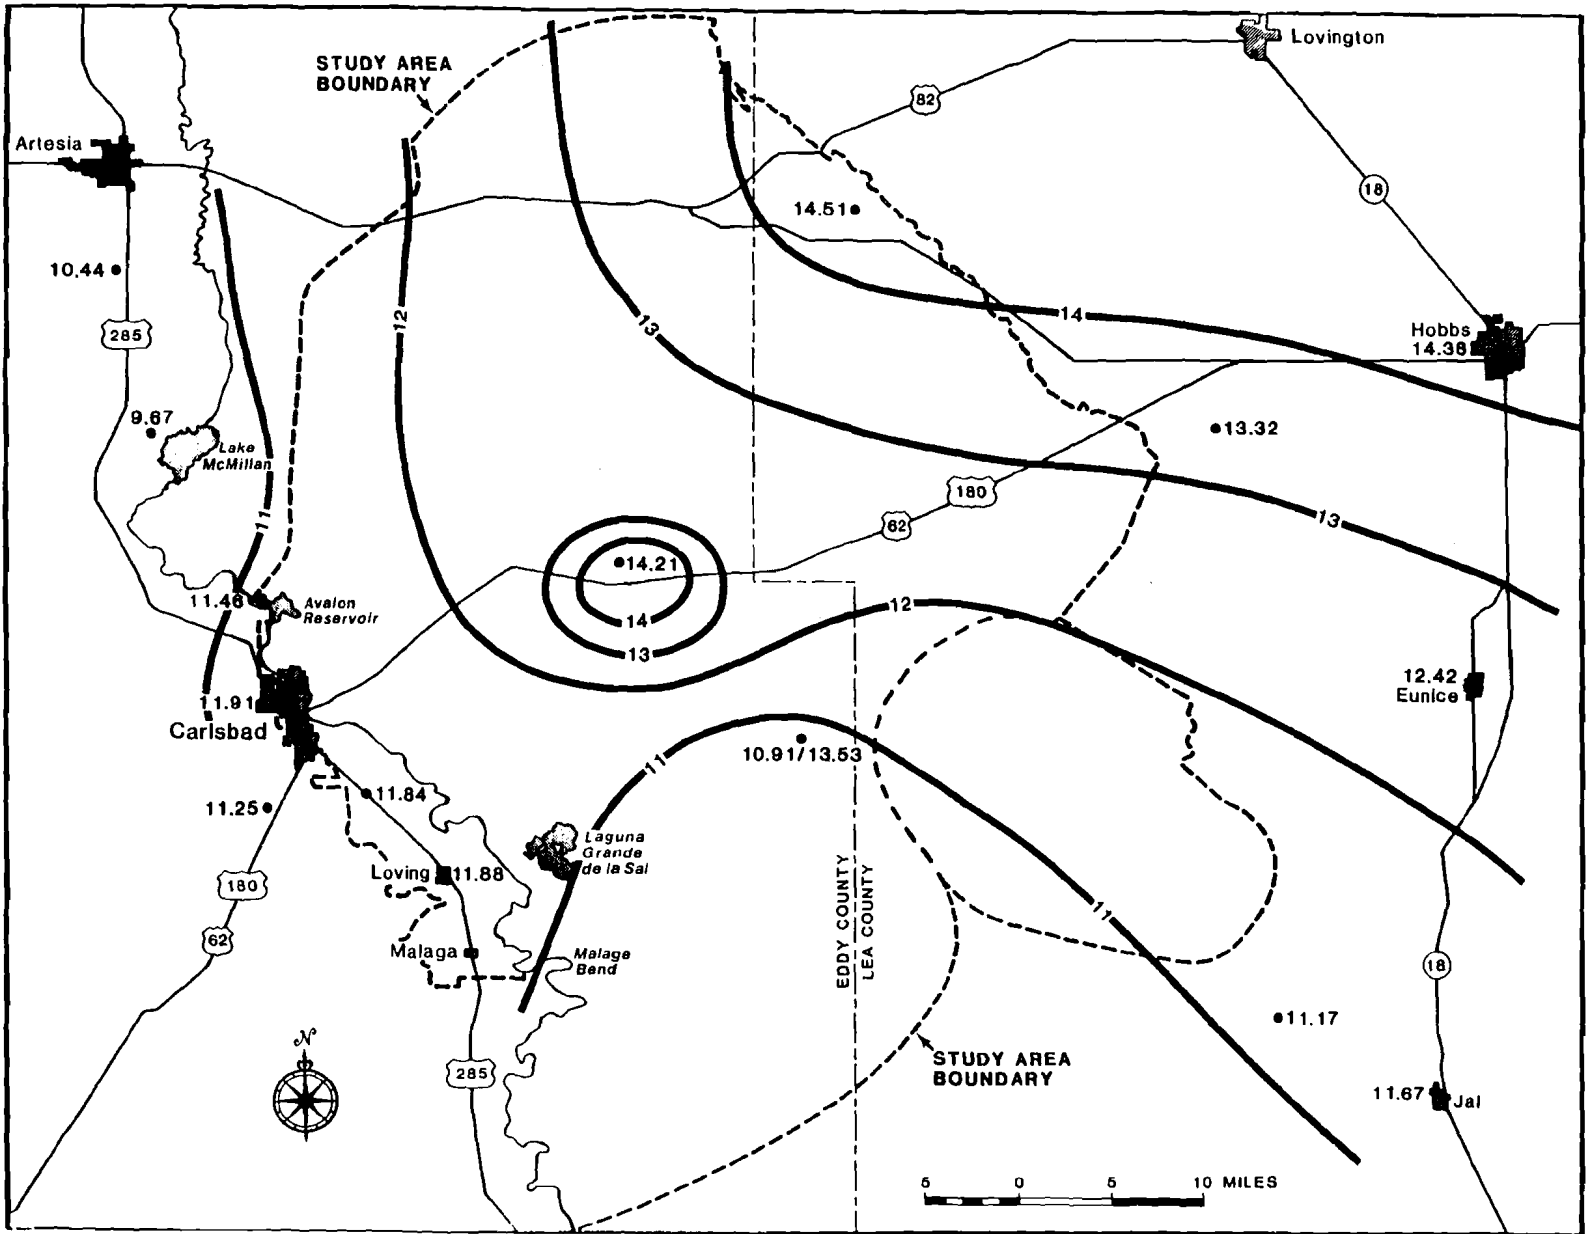 Lovington
STUDY AREA
BOUNDARY
82
Artesia
18
14.51
10.44
12
13
14
285
Hobbs
14.38
9.67
Lake
McMillan
13.32
180
62
11
13
14.21
11.46
Avalon
Reservoir
12
14
13
12.42
Eunice
11.91
Carlsbad
11
10.91/13.53
11.25
11.84
Laguna
Grande
de la Sal
Loving
11.88
180
EDDY COUNTY
LEA COUNTY
11
62
Malaga
Malaga
Bend
18
11.17
N
285
STUDY AREA
BOUNDARY
11.67
Jal
5 0 5 10 MILES